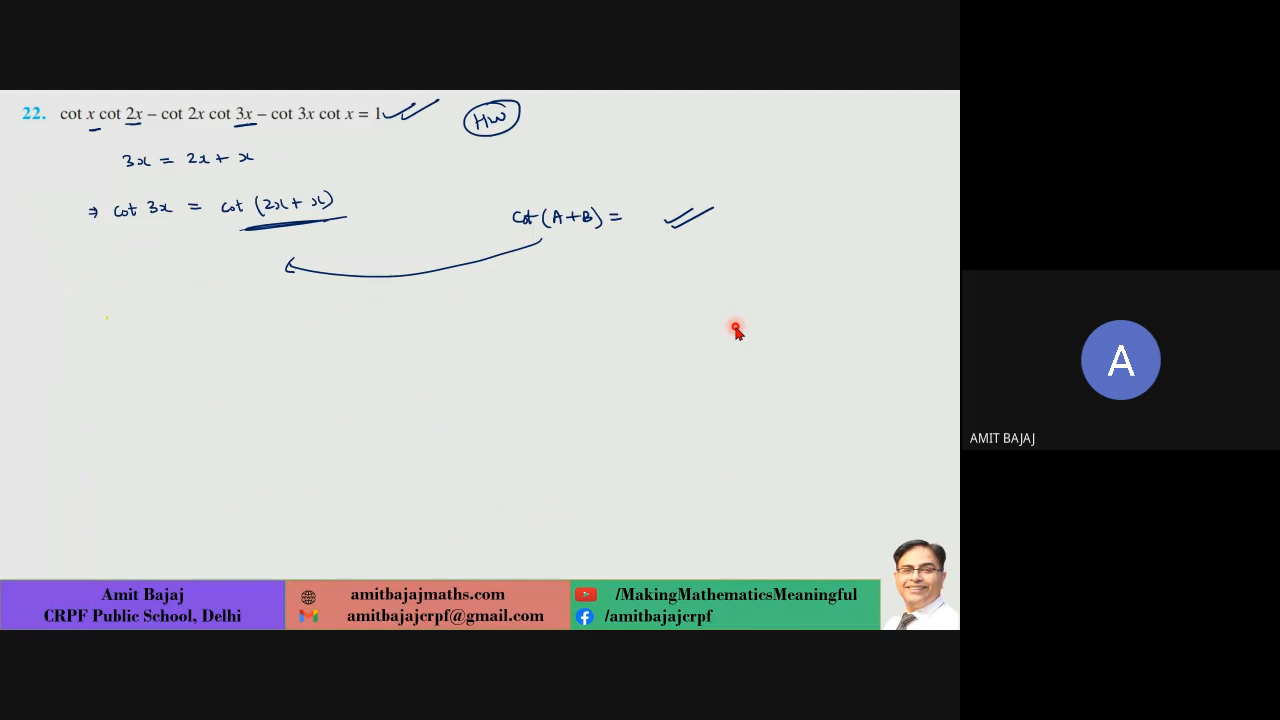 22. cot x cot 2x – cot 2x cot 3x – cot 3x cot x = 1
HW
3x = 2x + x
⇒ cot 3x = cot (2x + x)
cot (A+B) =
A
AMIT BAJAJ
Amit Bajaj
CRPF Public School, Delhi
amitbajajmaths.com
amitbajajcrpf@gmail.com
/MakingMathematicsMeaningful
/amitbajajcrpf